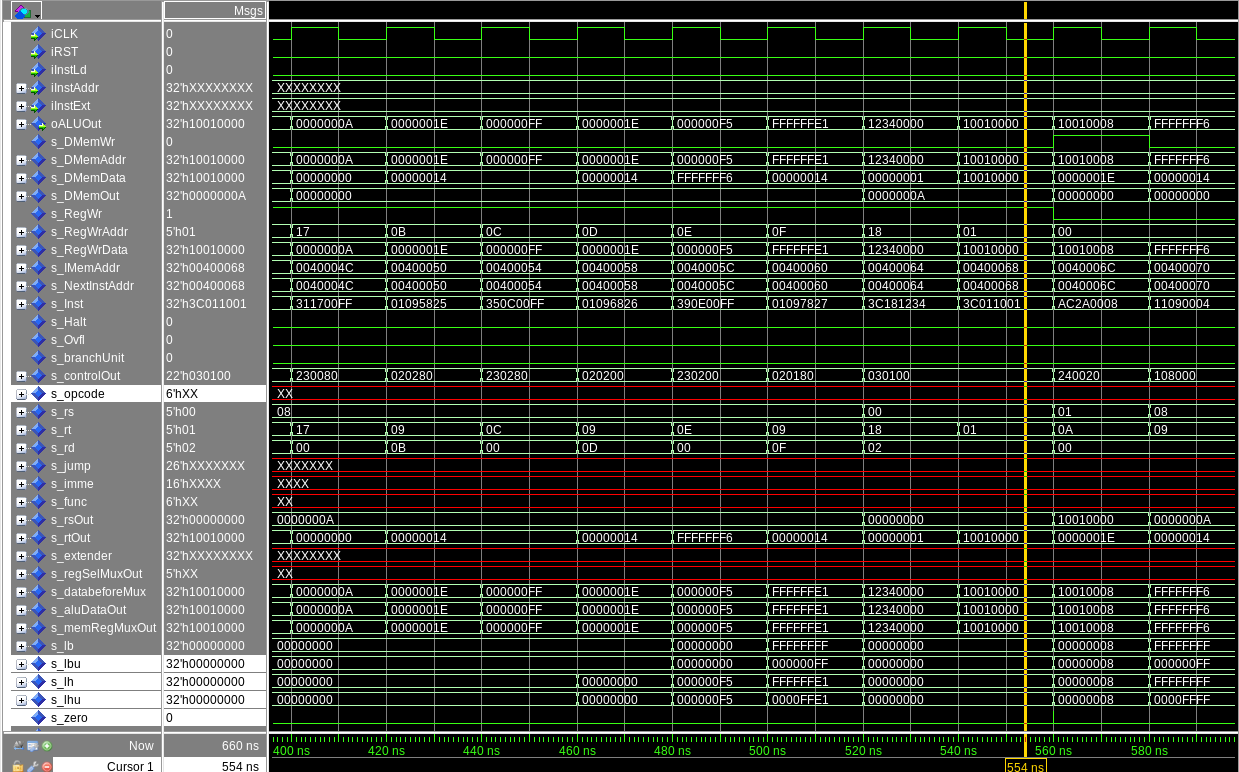 Msgs
iCLK 0
iRST 0
iInstLd 0
iInstAddr 32'hXXXXXXXX XXXXXXXX
iInstExt 32'hXXXXXXXX XXXXXXXX
oALUOut 32'h10010000 0000000A 0000001E 000000FF 0000001E 000000F5 FFFFFFE1 12340000 10010000 10010008 FFFFFFF6
s_DMemWr 0
s_DMemAddr 32'h10010000 0000000A 0000001E 000000FF 0000001E 000000F5 FFFFFFE1 12340000 10010000 10010008 FFFFFFF6
s_DMemData 32'h10010000 00000000 00000014 00000014 FFFFFFF6 00000014 00000001 10010000 0000001E 00000014
s_DMemOut 32'h0000000A 00000000 0000000A 00000000 00000000
s_RegWr 1
s_RegWrAddr 5'h01 17 0B 0C 0D 0E 0F 18 01 00
s_RegWrData 32'h10010000 0000000A 0000001E 000000FF 0000001E 000000F5 FFFFFFE1 12340000 10010000 10010008 FFFFFFF6
s_IMemAddr 32'h00400068 0040004C 00400050 00400054 00400058 0040005C 00400060 00400064 00400068 0040006C 00400070
s_NextInstAddr 32'h00400068 0040004C 00400050 00400054 00400058 0040005C 00400060 00400064 00400068 0040006C 00400070
s_Inst 32'h3C011001 311700FF 01095825 350C00FF 01096826 390E00FF 01097827 3C181234 3C011001 AC2A0008 11090004
s_Halt 0
s_Ovfl 0
s_branchUnit 0
s_controlOut 22'h030100 230080 020280 230280 020200 230200 020180 030100 240020 108000
s_opcode 6'hXX XX
s_rs 5'h00 08 00 01 08
s_rt 5'h01 17 09 0C 09 0E 09 18 01 0A 09
s_rd 5'h02 00 0B 00 0D 00 0F 02 00
s_jump 26'hXXXXXXX XXXXXXX
s_imme 16'hXXXX XXXX
s_func 6'hXX XX
s_rsOut 32'h00000000 0000000A 00000000 10010000 0000000A
s_rtOut 32'h10010000 00000000 00000014 00000014 FFFFFFF6 00000014 00000001 10010000 0000001E 00000014
s_extender 32'hXXXXXXXX XXXXXXXX
s_regSelMuxOut 5'hXX XX
s_databeforeMux 32'h10010000 0000000A 0000001E 000000FF 0000001E 000000F5 FFFFFFE1 12340000 10010000 10010008 FFFFFFF6
s_aluDataOut 32'h10010000 0000000A 0000001E 000000FF 0000001E 000000F5 FFFFFFE1 12340000 10010000 10010008 FFFFFFF6
s_memRegMuxOut 32'h10010000 0000000A 0000001E 000000FF 0000001E 000000F5 FFFFFFE1 12340000 10010000 10010008 FFFFFFF6
s_lb 32'h00000000 00000000 00000000 FFFFFFFF 00000000 00000008 FFFFFFFF
s_lbu 32'h00000000 00000000 00000000 000000FF 00000000 00000008 000000FF
s_lh 32'h00000000 00000000 00000000 000000F5 FFFFFFE1 00000000 00000008 FFFFFFFF
s_lhu 32'h00000000 00000000 00000000 000000F5 0000FFE1 00000000 00000008 0000FFFF
s_zero 0
Now 660 ns 400 ns 420 ns 440 ns 460 ns 480 ns 500 ns 520 ns 540 ns 560 ns 580 ns
Cursor 1 554 ns 554 ns